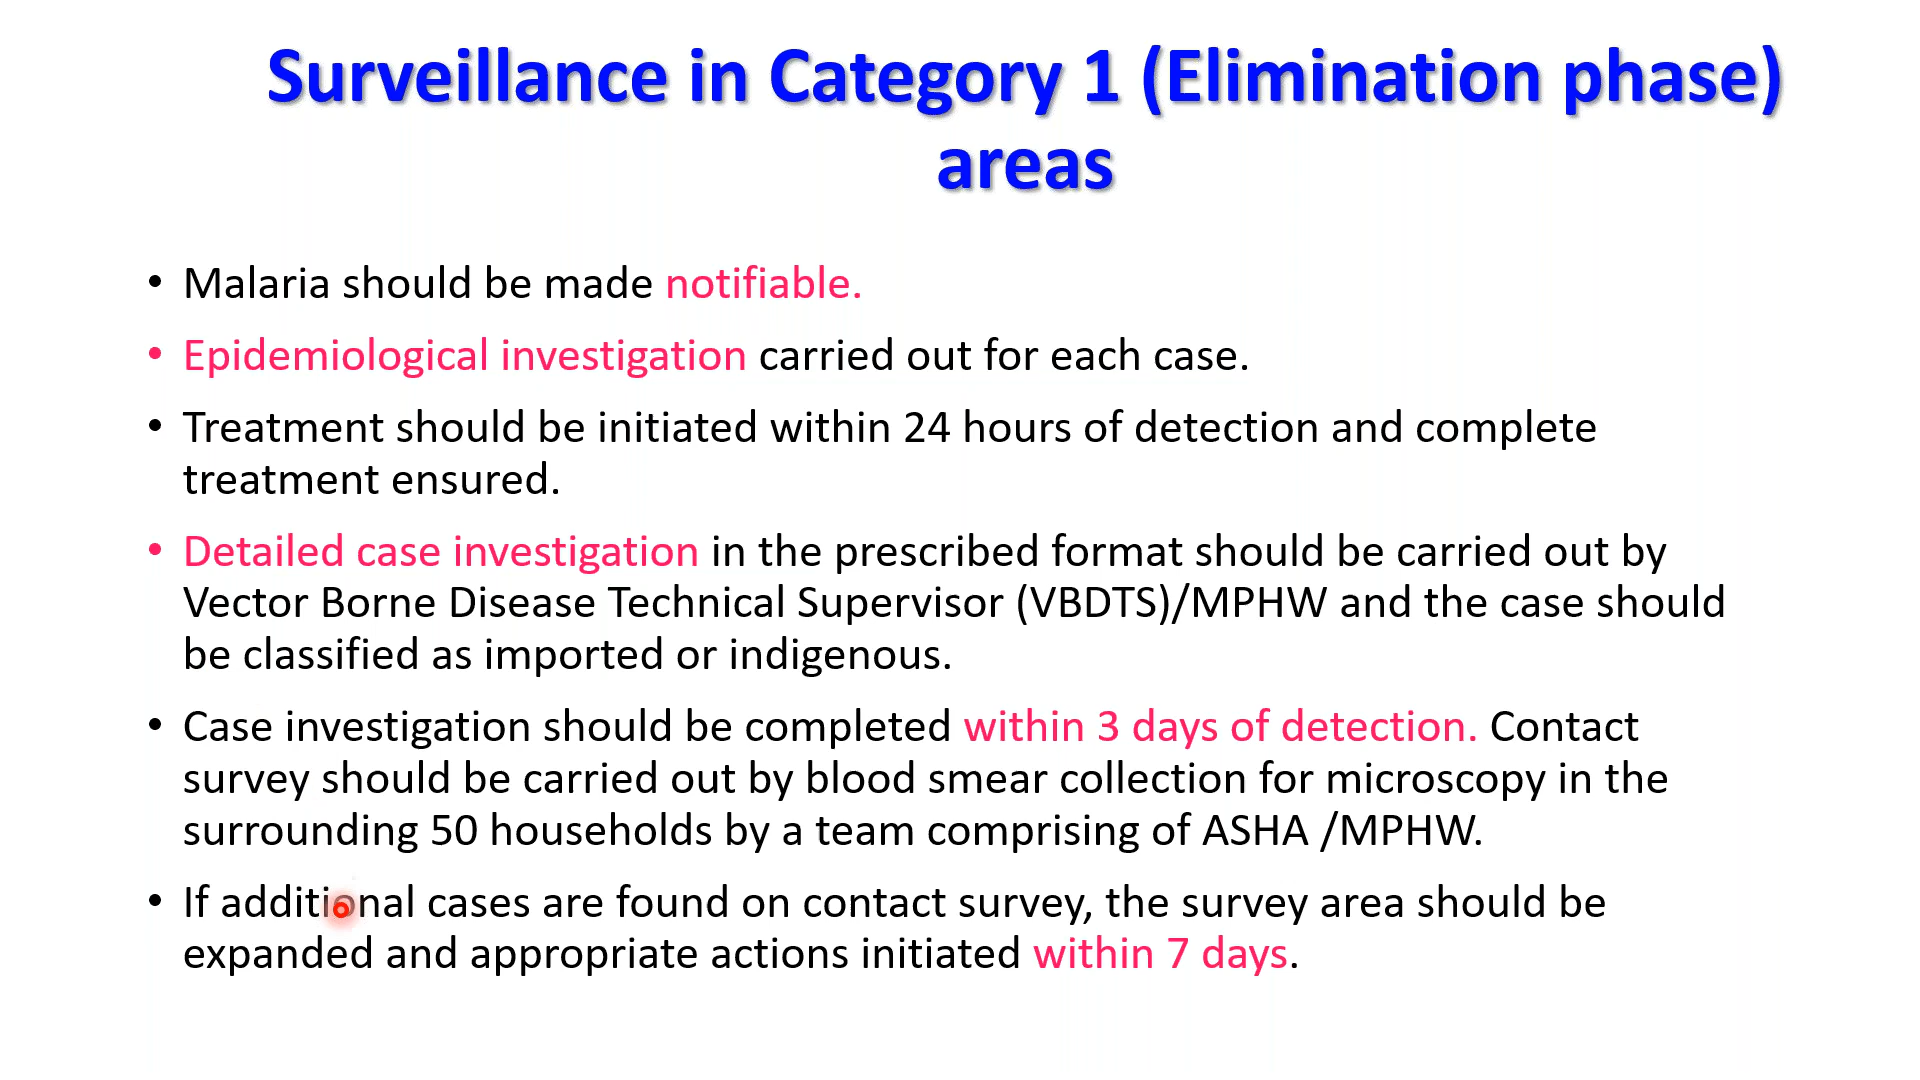 Surveillance in Category 1 (Elimination phase)
areas
• Malaria should be made notifiable.
• Epidemiological investigation carried out for each case.
• Treatment should be initiated within 24 hours of detection and complete
treatment ensured.
• Detailed case investigation in the prescribed format should be carried out by
Vector Borne Disease Technical Supervisor (VBDTS)/MPHW and the case should
be classified as imported or indigenous.
• Case investigation should be completed within 3 days of detection. Contact
survey should be carried out by blood smear collection for microscopy in the
surrounding 50 households by a team comprising of ASHA /MPHW.
• If additional cases are found on contact survey, the survey area should be
expanded and appropriate actions initiated within 7 days.